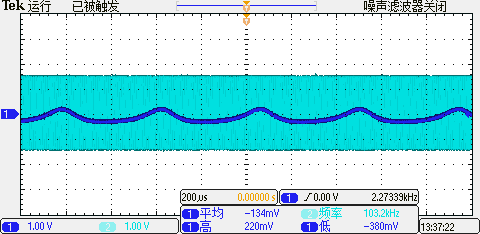 Tek 运行 已被触发 噪声滤波器关闭
1
200μs 0.00000 s 1 0.00 V 2.27339kHz
1 平均 -134mV 2 频率 103.2kHz
1 高 220mV 1 低 -380mV
1 1.00 V 2 1.00 V 13:37:22